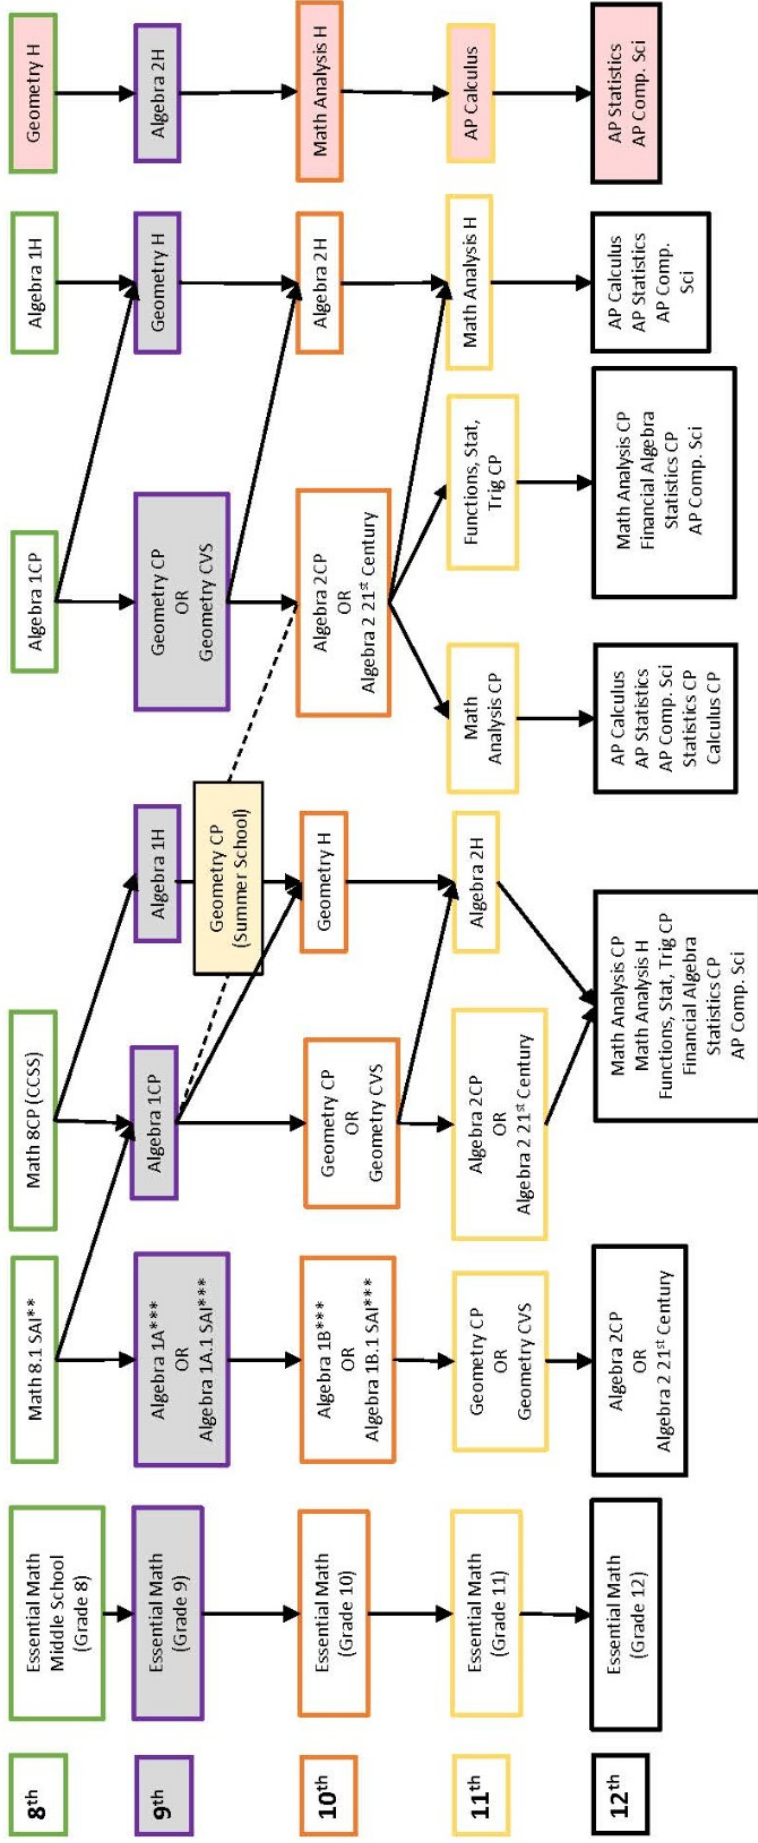 8th
Essential Math
Middle School
(Grade 8)
Math 8.1 SAI**
Math 8CP (CCSS)
Algebra 1CP
Algebra 1H
Geometry H
9th
Essential Math
(Grade 9)
Algebra 1A***
OR
Algebra 1A.1 SAI***
Algebra 1CP
Algebra 1H
Geometry CP
OR
Geometry CVS
Geometry H
Algebra 2H
Geometry CP
(Summer School)
10th
Essential Math
(Grade 10)
Algebra 1B***
OR
Algebra 1B.1 SAI***
Geometry CP
OR
Geometry CVS
Geometry H
Algebra 2CP
OR
Algebra 2 21st Century
Algebra 2H
Math Analysis H
11th
Essential Math
(Grade 11)
Geometry CP
OR
Geometry CVS
Algebra 2CP
OR
Algebra 2 21st Century
Algebra 2H
Math
Analysis CP
Functions, Stat,
Trig CP
Math Analysis H
AP Calculus
12th
Essential Math
(Grade 12)
Algebra 2CP
OR
Algebra 2 21st Century
Math Analysis CP
Math Analysis H
Functions, Stat, Trig CP
Financial Algebra
Statistics CP
AP Comp. Sci
AP Calculus
AP Statistics
AP Comp. Sci
Statistics CP
Calculus CP
Math Analysis CP
Financial Algebra
Statistics CP
AP Comp. Sci
AP Calculus
AP Statistics
AP Comp.
Sci
AP Statistics
AP Comp. Sci